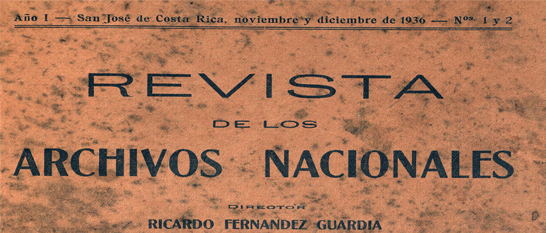 Año I — San José de Costa Rica, noviembre y diciembre de 1936 — Nos. 1 y 2
REVISTA
DE LOS
ARCHIVOS NACIONALES
DIRECTOR
RICARDO FERNANDEZ GUARDIA